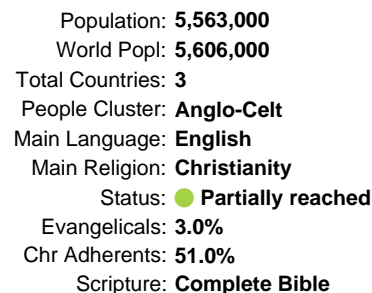 Population: 5,563,000
World Popl: 5,606,000
Total Countries: 3
People Cluster: Anglo-Celt
Main Language: English
Main Religion: Christianity
Status: Partially reached
Evangelicals: 3.0%
Chr Adherents: 51.0%
Scripture: Complete Bible